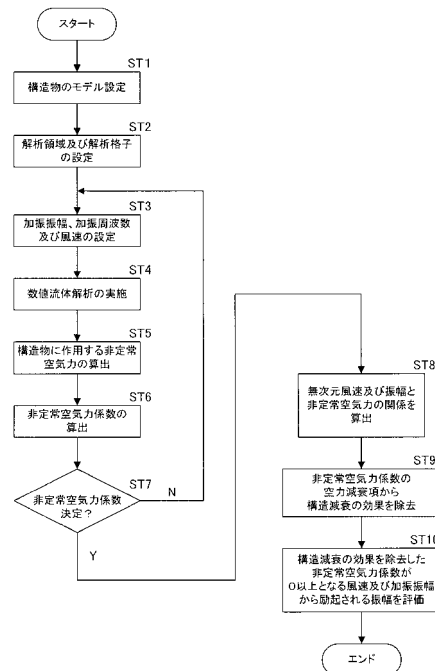 スタート
ST1
構造物のモデル設定
ST2
解析領域及び解析格子
の設定
ST3
加振振幅、加振周波数
及び風速の設定
ST4
数値流体解析の実施
ST5
構造物に作用する非定常
空気力の算出
ST6
非定常空気力係数の
算出
ST7
非定常空気力係数
決定？
N
Y
ST8
無次元風速及び振幅と
非定常空気力の関係を
算出
ST9
非定常空気力係数の
空力減衰項から
構造減衰の効果を除去
ST10
構造減衰の効果を除去した
非定常空気力係数が
0以上となる風速及び加振振幅
から励起される振幅を評価
エンド